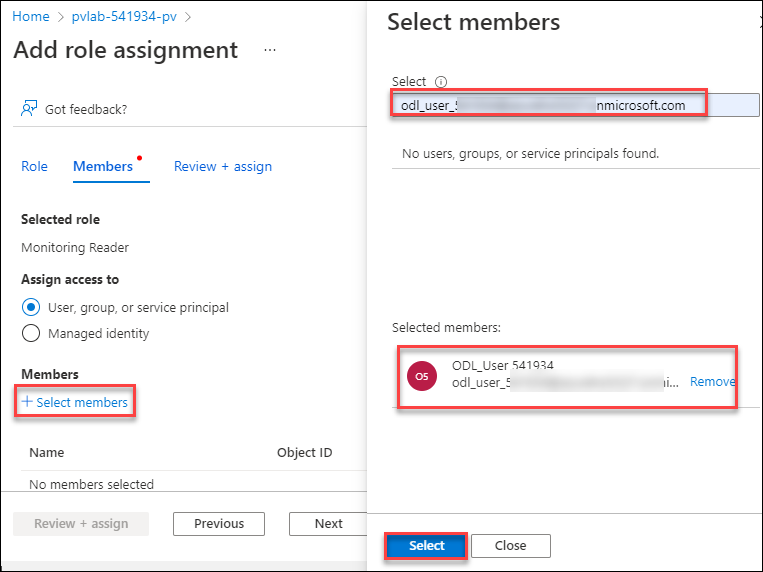 Home > pvlab-541934-pv >
Add role assignment ...
Got feedback?
Role Members Review + assign
Selected role
Monitoring Reader
Assign access to
User, group, or service principal
Managed identity
Members
+ Select members
Name Object ID
No members selected
Review + assign Previous Next
Select members
Select
odl_user_5 nmicrosoft.com
No users, groups, or service principals found.
Selected members:
O5
ODL_User 541934
odl_user_5 i... Remove
Select Close